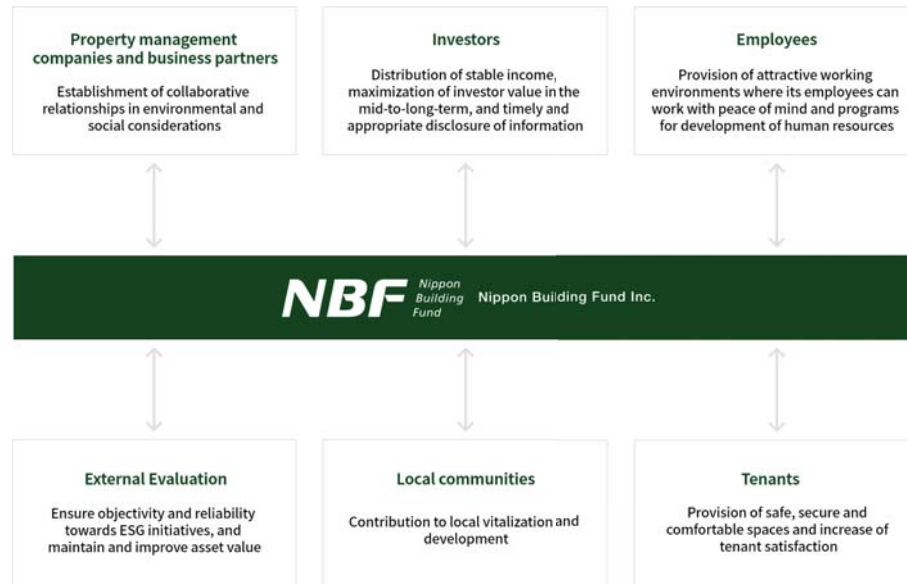 Property management
companies and business partners
Establishment of collaborative
relationships in environmental and
social considerations
Investors
Distribution of stable income,
maximization of investor value in the
mid-to-long-term, and timely and
appropriate disclosure of information
Employees
Provision of attractive working
environments where its employees can
work with peace of mind and programs
for development of human resources
NBF
Nippon
Building
Fund
Nippon Building Fund Inc.
External Evaluation
Ensure objectivity and reliability
towards ESG initiatives, and
maintain and improve asset value
Local communities
Contribution to local vitalization and
development
Tenants
Provision of safe, secure and
comfortable spaces and increase of
tenant satisfaction